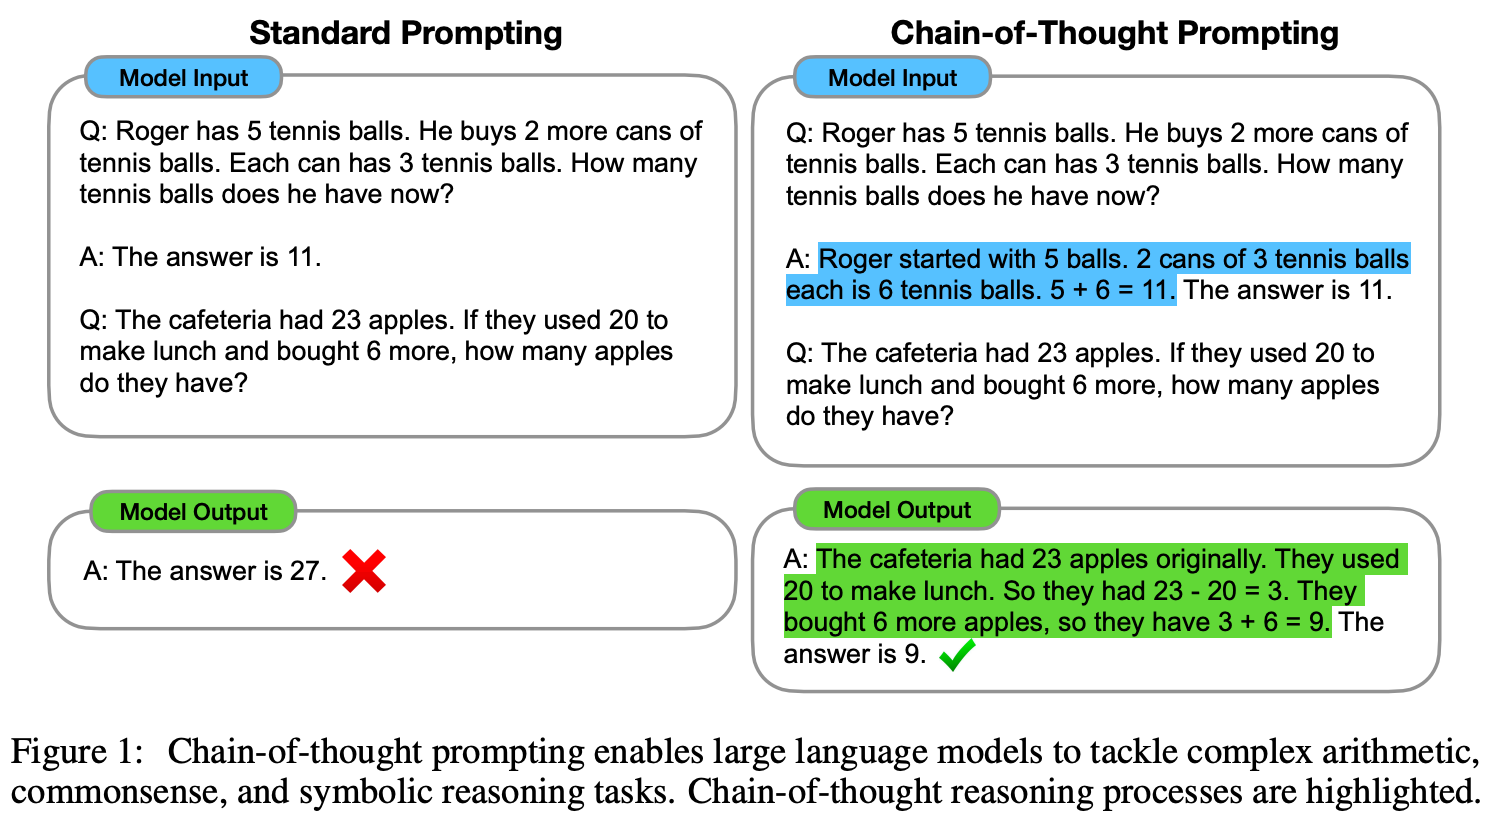 Standard Prompting
Model Input
Q: Roger has 5 tennis balls. He buys 2 more cans of
tennis balls. Each can has 3 tennis balls. How many
tennis balls does he have now?
A: The answer is 11.
Q: The cafeteria had 23 apples. If they used 20 to
make lunch and bought 6 more, how many apples
do they have?
Model Output
A: The answer is 27.
Chain-of-Thought Prompting
Model Input
Q: Roger has 5 tennis balls. He buys 2 more cans of
tennis balls. Each can has 3 tennis balls. How many
tennis balls does he have now?
A: Roger started with 5 balls. 2 cans of 3 tennis balls
each is 6 tennis balls. 5 + 6 = 11. The answer is 11.
Q: The cafeteria had 23 apples. If they used 20 to
make lunch and bought 6 more, how many apples
do they have?
Model Output
A: The cafeteria had 23 apples originally. They used
20 to make lunch. So they had 23 - 20 = 3. They
bought 6 more apples, so they have 3 + 6 = 9. The
answer is 9.
Figure 1: Chain-of-thought prompting enables large language models to tackle complex arithmetic,
commonsense, and symbolic reasoning tasks. Chain-of-thought reasoning processes are highlighted.